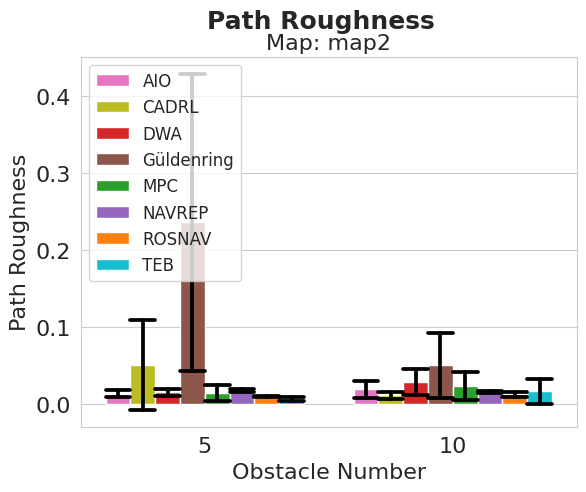 Path Roughness
Map: map2
Path Roughness
0.4
0.3
0.2
0.1
0.0
AIO
CADRL
DWA
Güldenring
MPC
NAVREP
ROSNAV
TEB
5
10
Obstacle Number